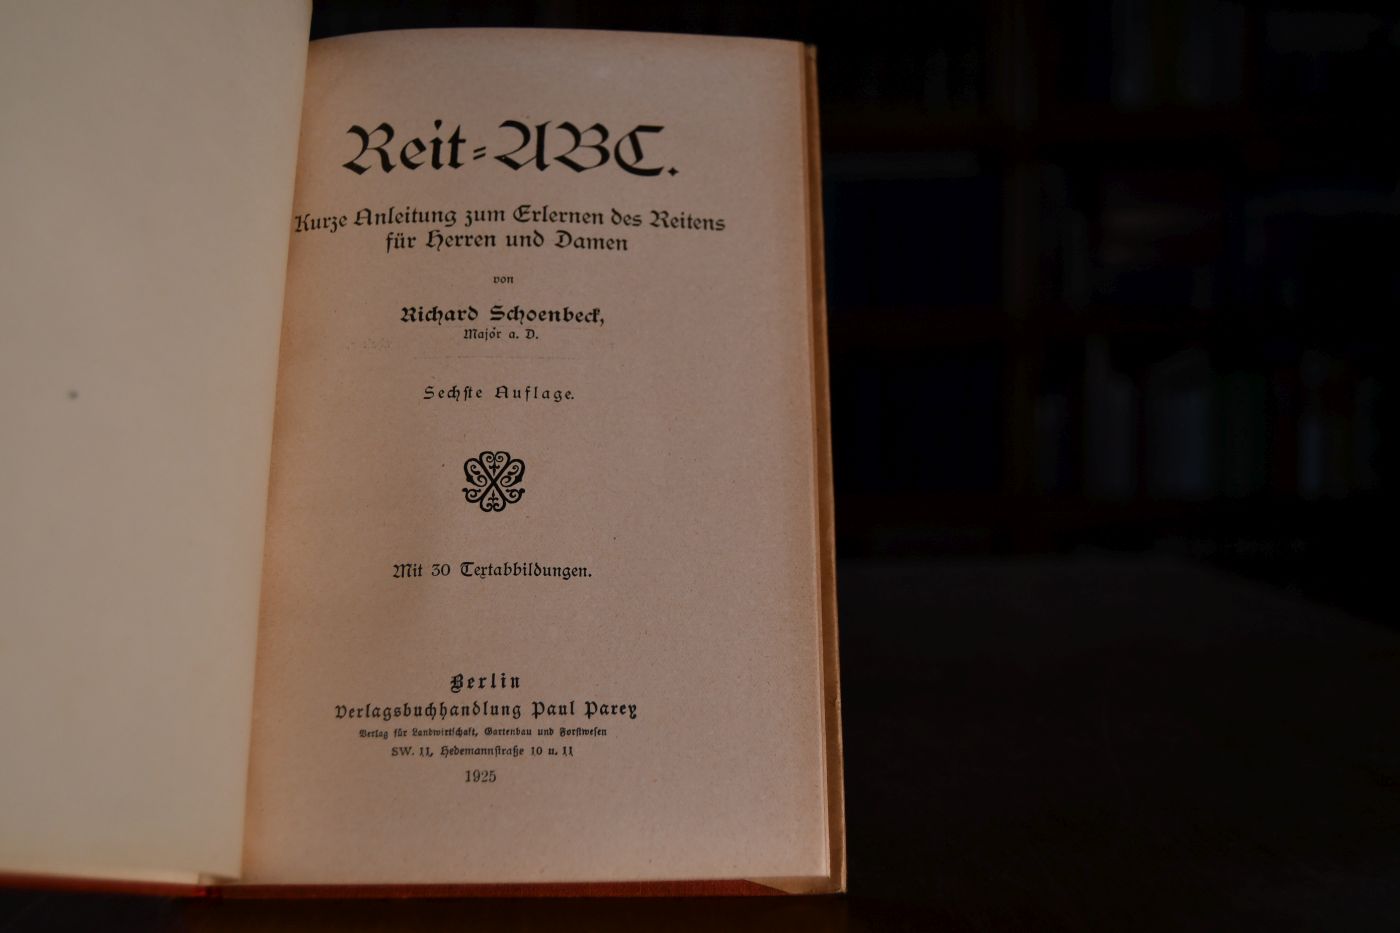 Reit-ABC.
Kurze Anleitung zum Erlernen des Reitens
für Herren und Damen
von
Richard Schoenbeck,
Major a. D.
Sechste Auflage.
Mit 30 Textabbildungen.
Berlin
Verlagsbuchhandlung Paul Parey
Verlag für Landwirtschaft, Gartenbau und Forstwesen
SW. 11, Hedemannstraße 10 u. 11
1925